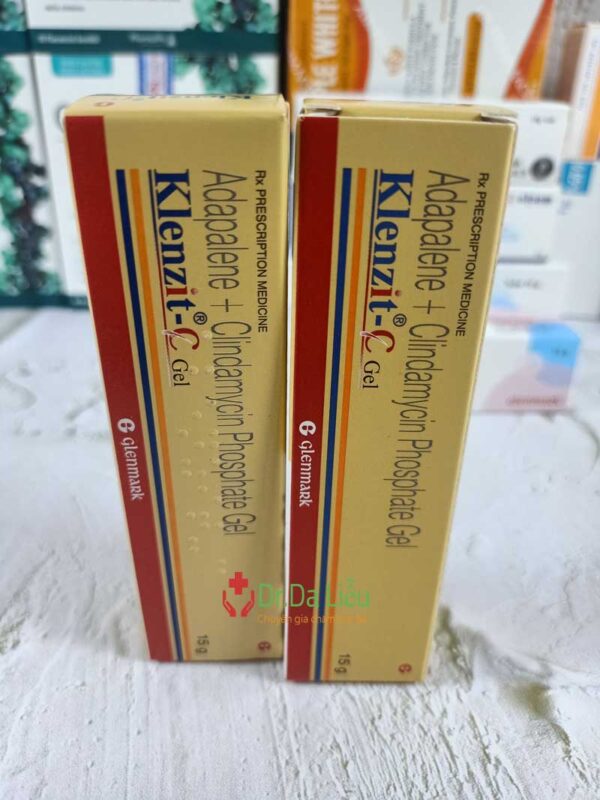 Rx PRESCRIPTION MEDICINE
Adapalene + Clindamycin Phosphate Gel
Klenzit-C® Gel
G Glenmark
15 g
Rx PRESCRIPTION MEDICINE
Adapalene + Clindamycin Phosphate Gel
Klenzit-C® Gel
G Glenmark
15 g
Dr.Da Liễu